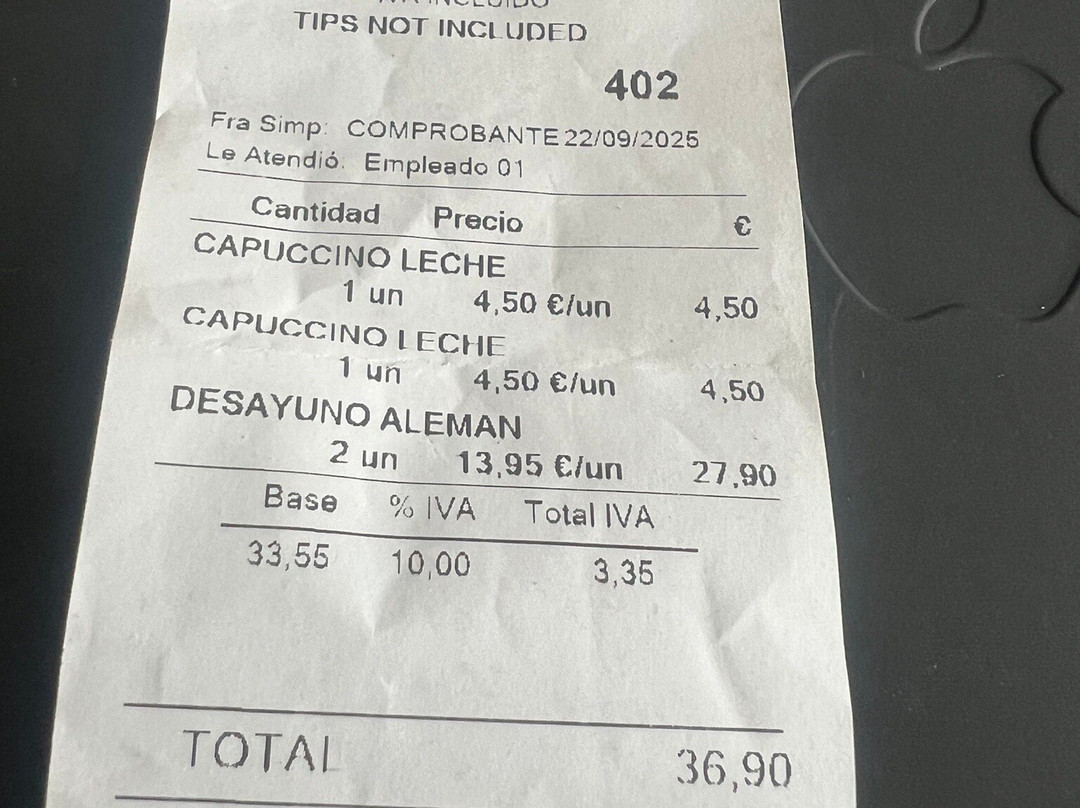 IVA INCLUIDO
TIPS NOT INCLUDED
402
Fra Simp: COMPROBANTE 22/09/2025
Le Atendió. Empleado 01
Cantidad Precio €
CAPUCCINO LECHE
1 un 4,50 €/un 4,50
CAPUCCINO LECHE
1 un 4,50 €/un 4,50
DESAYUNO ALEMAN
2 un 13,95 €/un 27,90
Base % IVA Total IVA
33,55 10,00 3,35
TOTAL 36,90